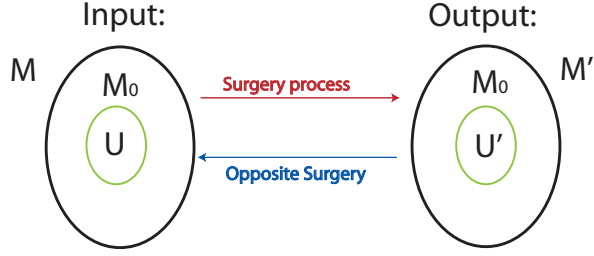 Input:
Output:
M
M₀
U
Surgery process
Opposite Surgery
M₀
U'
M'